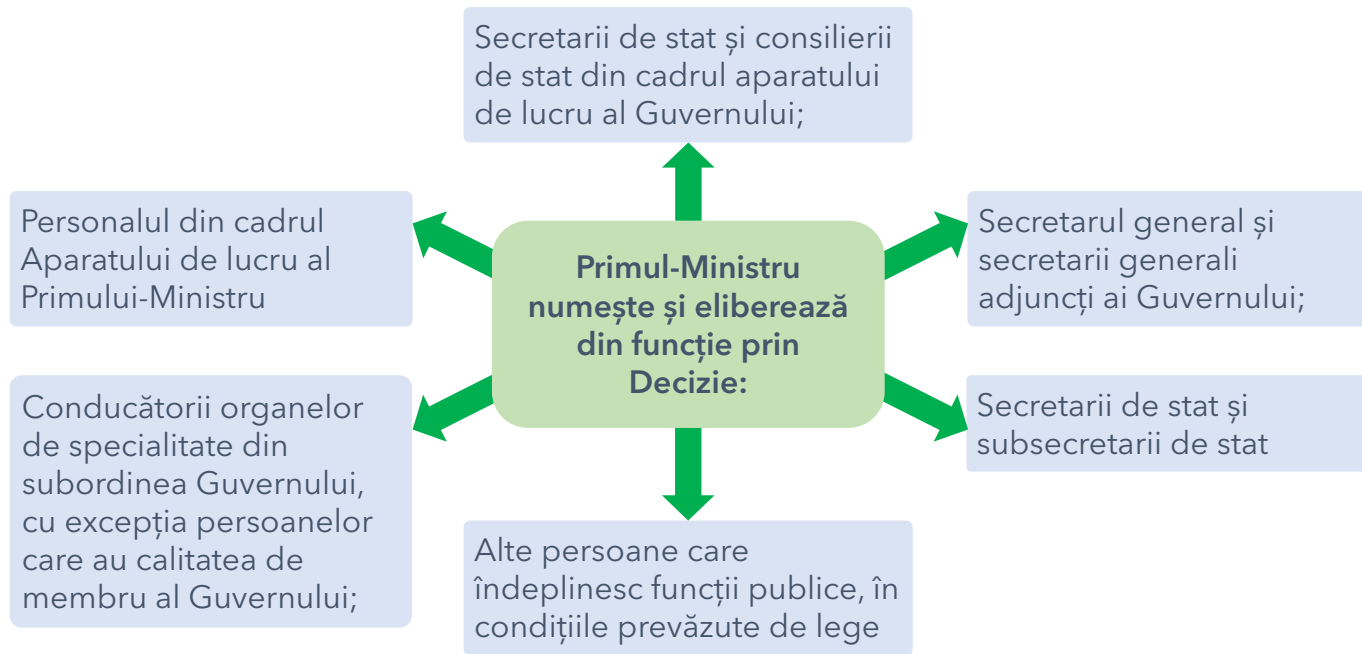 Secretarii de stat și consilierii
de stat din cadrul aparatului
de lucru al Guvernului;
Personalul din cadrul
Aparatului de lucru al
Primului-Ministru
Primul-Ministru
numește și eliberează
din funcție prin
Decizie:
Secretarul general și
secretarii generali
adjuncți ai Guvernului;
Conducătorii organelor
de specialitate din
subordinea Guvernului,
cu excepția persoanelor
care au calitatea de
membru al Guvernului;
Secretarii de stat și
subsecretarii de stat
Alte persoane care
îndeplinesc funcții publice, în
condițiile prevăzute de lege